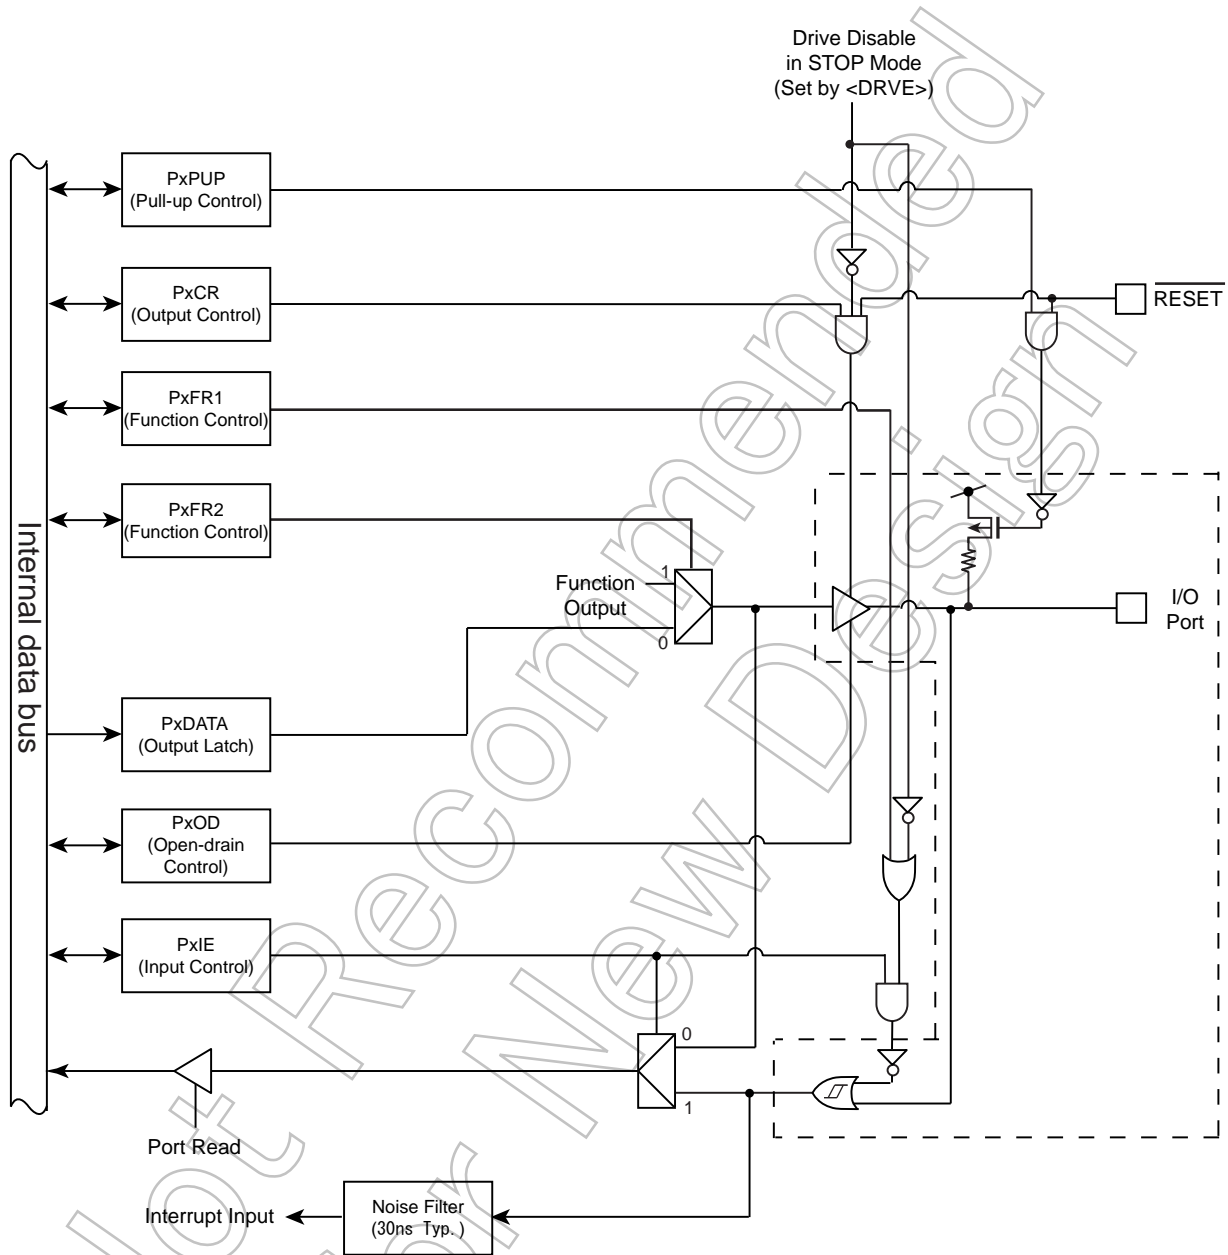 Drive Disable
in STOP Mode
(Set by <DRVE>)
PxPUP
(Pull-up Control)
PxCR
(Output Control)
RESET
PxFR1
(Function Control)
PxFR2
(Function Control)
Internal data bus
1
Function
Output
0
I/O
Port
PxDATA
(Output Latch)
PxOD
(Open-drain
Control)
PxIE
(Input Control)
0
1
Port Read
Interrupt Input
Noise Filter
(30ns Typ.)
Not Recommended
for New Design